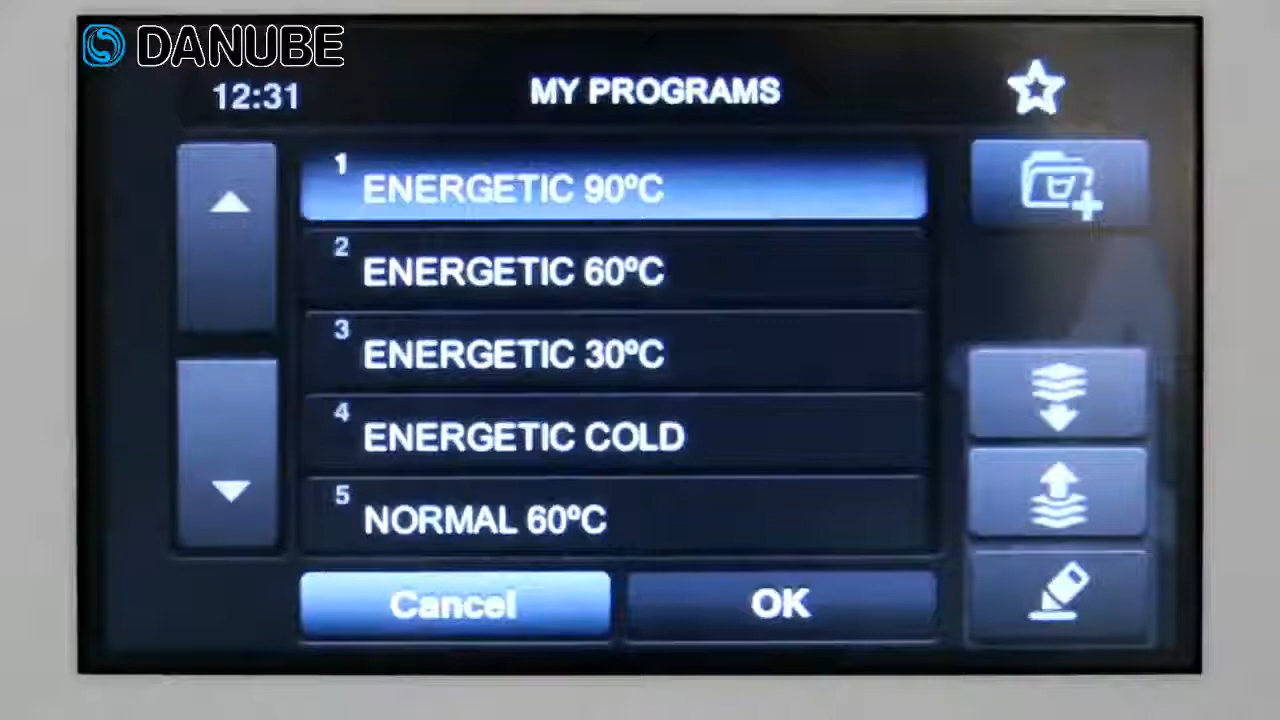 DANUBE
12:31
MY PROGRAMS
1
ENERGETIC 90ºC
2
ENERGETIC 60ºC
3
ENERGETIC 30ºC
4
ENERGETIC COLD
5
NORMAL 60ºC
Cancel
OK